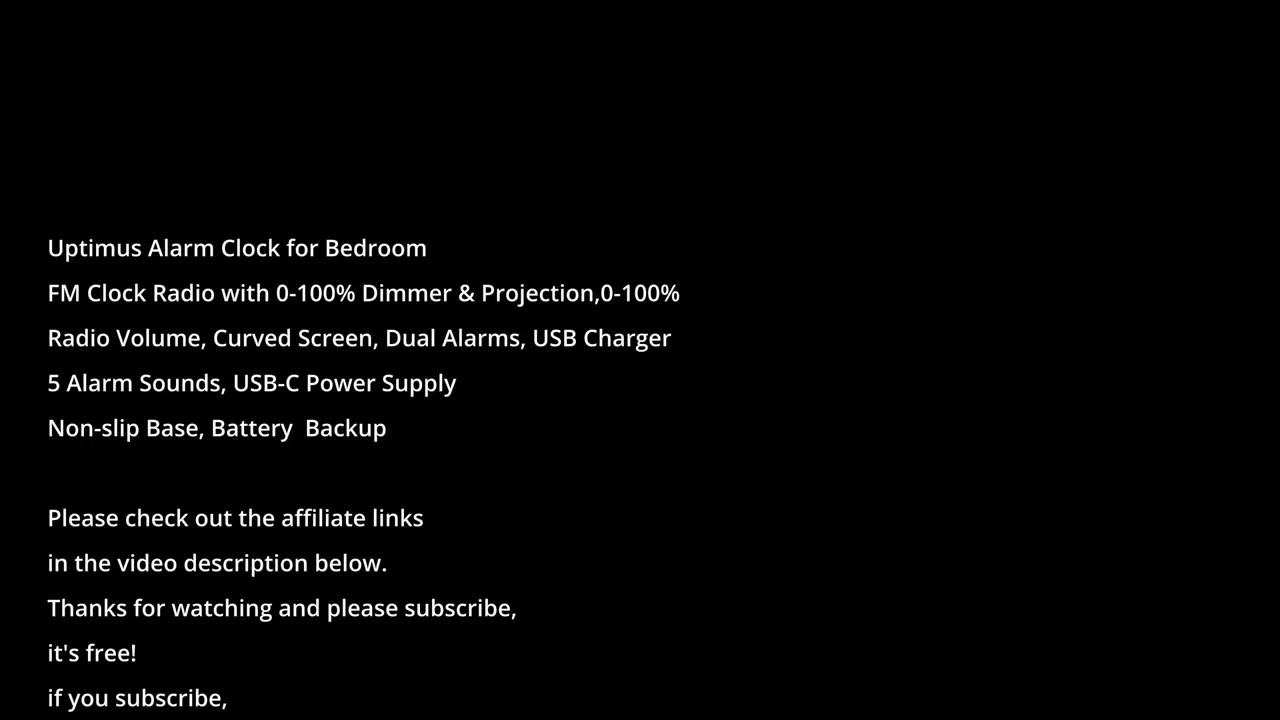 Uptimus Alarm Clock for Bedroom
FM Clock Radio with 0-100% Dimmer & Projection,0-100%
Radio Volume, Curved Screen, Dual Alarms, USB Charger
5 Alarm Sounds, USB-C Power Supply
Non-slip Base, Battery  Backup
Please check out the affiliate links
in the video description below.
Thanks for watching and please subscribe,
it's free!
if you subscribe,